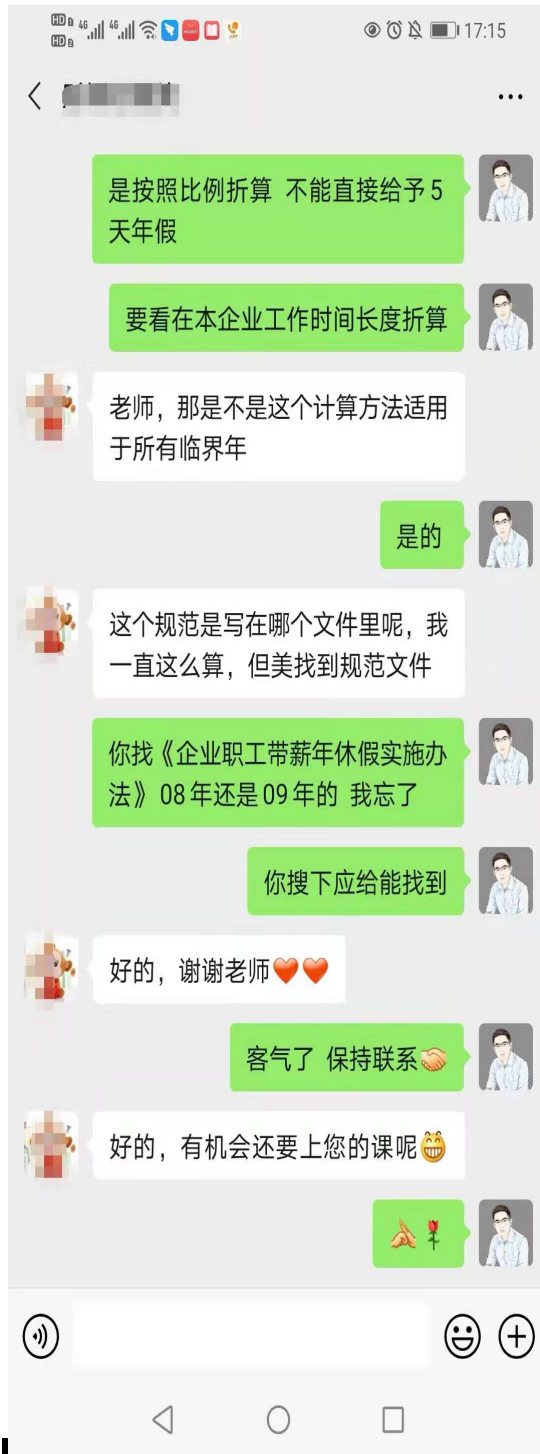 17:15
是按照比例折算 不能直接给予5
天年假
要看在本企业工作时间长度折算
老师，那是不是这个计算方法适用
于所有临界年
是的
这个规范是写在哪个文件里呢，我
一直这么算，但美找到规范文件
你找《企业职工带薪年休假实施办
法》08年还是09年的 我忘了
你搜下应给能找到
好的，谢谢老师
客气了 保持联系
好的，有机会还要上您的课呢